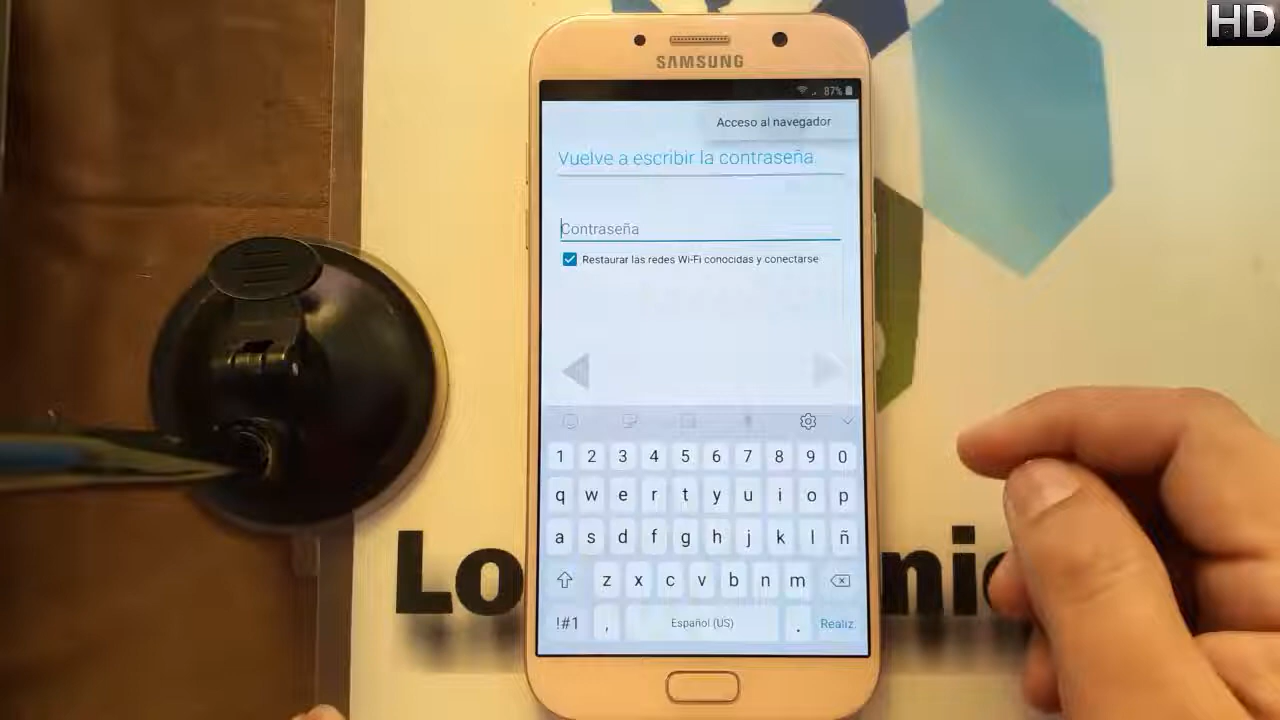 HD
SAMSUNG
87%
Acceso al navegador
Vuelve a escribir la contraseña
Contraseña
Restaurar las redes Wi-Fi conocidas y conectarse
1 2 3 4 5 6 7 8 9 0
q w e r t y u i o p
a s d f g h j k l ñ
z x c v b n m
!#1 , Español (US) . Realiz.
Lo